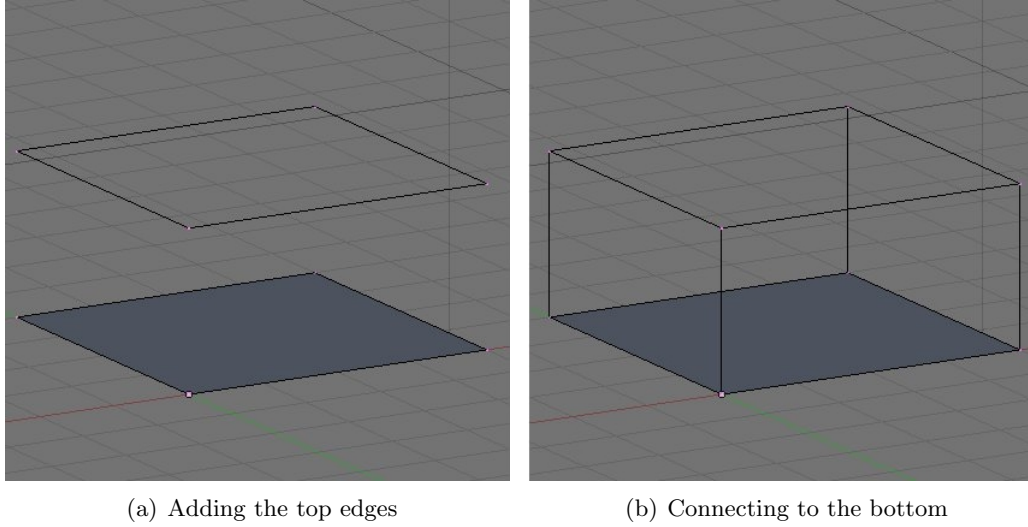 (a) Adding the top edges
(b) Connecting to the bottom